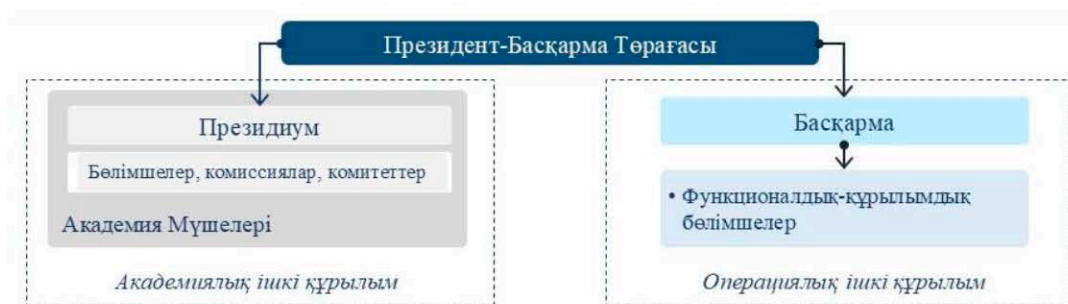 Президент-Басқарма Төрағасы
Президиум
Бөлімшелер, комиссиялар, комитеттер
Академия Мүшелері
Академиялық ішкі құрылым
Басқарма
• Функционалдық-құрылымдық
бөлімшелер
Операциялық ішкі құрылым